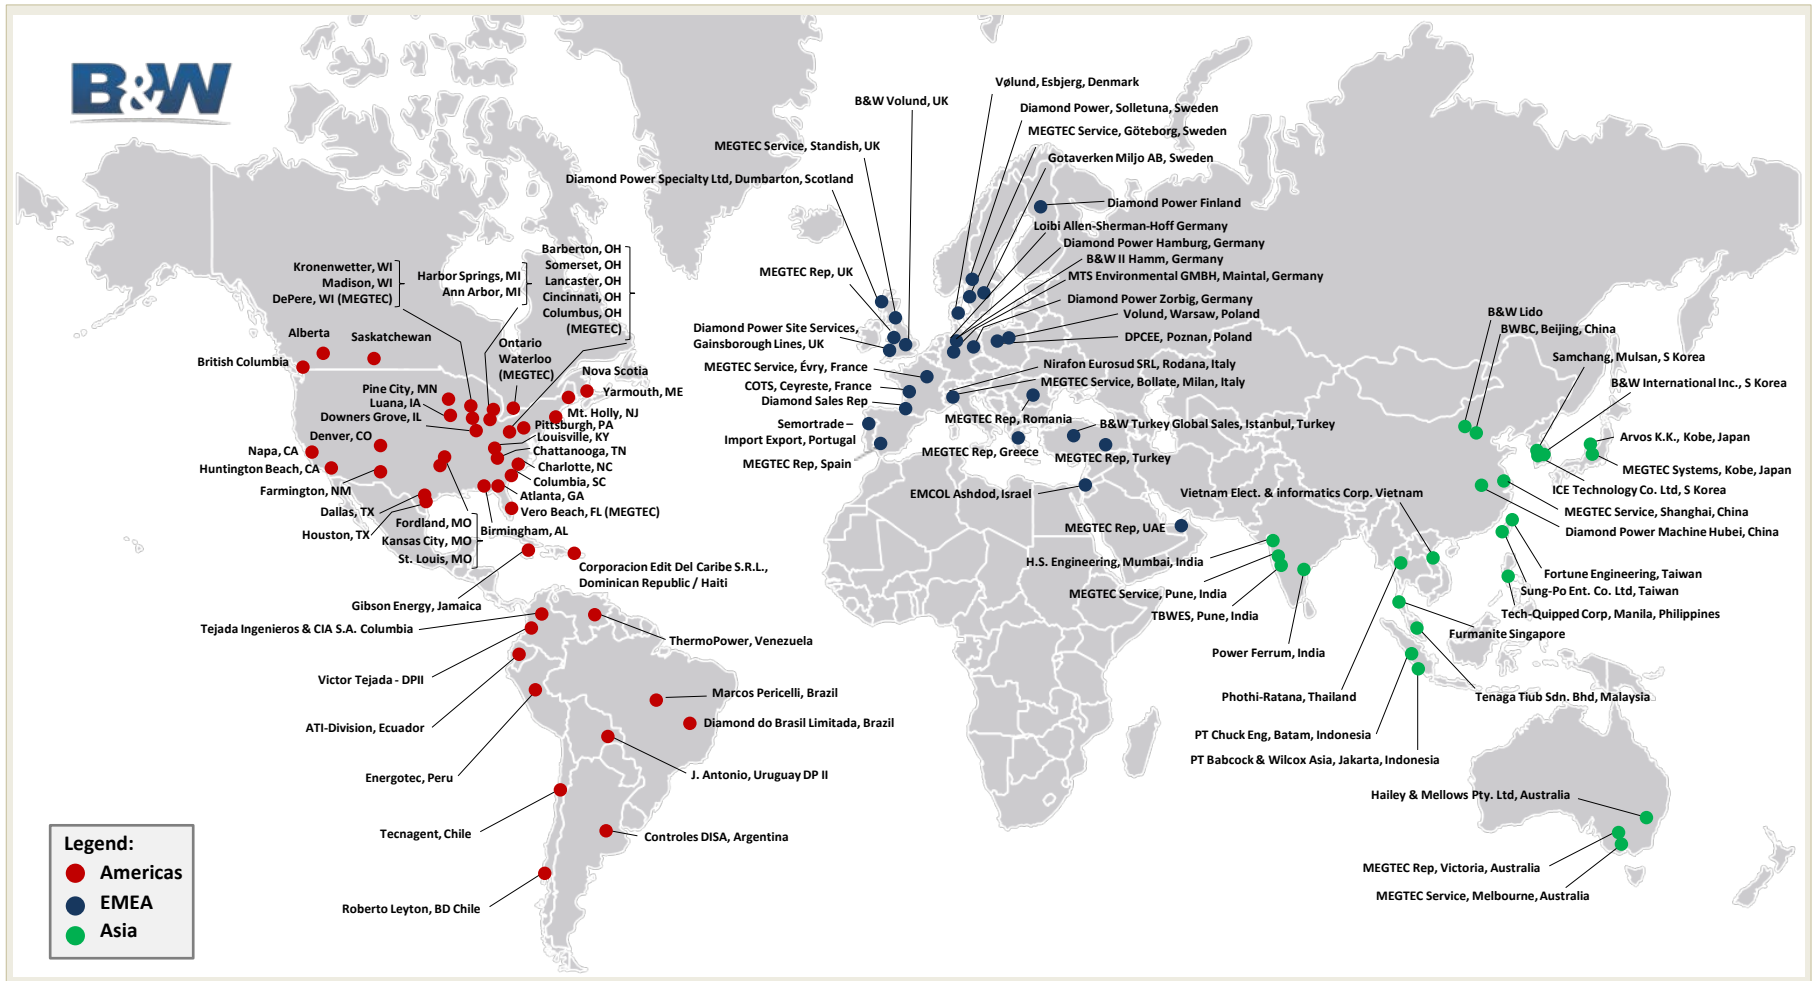 B&W
Vølund, Esbjerg, Denmark
B&W Volund, UK
Diamond Power, Solletuna, Sweden
MEGTEC Service, Göteborg, Sweden
MEGTEC Service, Standish, UK
Gotaverken Miljo AB, Sweden
Diamond Power Specialty Ltd, Dumbarton, Scotland
Diamond Power Finland
Loibi Allen-Sherman-Hoff Germany
Diamond Power Hamburg, Germany
B&W II Hamm, Germany
MTS Environmental GMBH, Maintal, Germany
MEGTEC Rep, UK
Diamond Power Zorbig, Germany
Volund, Warsaw, Poland
DPCEE, Poznan, Poland
Diamond Power Site Services,
Gainsborough Lines, UK
MEGTEC Service, Évry, France
COTS, Ceyreste, France
Diamond Sales Rep
Nirafon Eurosud SRL, Rodana, Italy
MEGTEC Service, Bollate, Milan, Italy
Semortrade –
Import Export, Portugal
MEGTEC Rep, Spain
MEGTEC Rep, Romania
B&W Turkey Global Sales, Istanbul, Turkey
MEGTEC Rep, Greece
MEGTEC Rep, Turkey
EMCOL Ashdod, Israel
MEGTEC Rep, UAE
Kronenwetter, WI
Madison, WI
DePere, WI (MEGTEC)
Harbor Springs, MI
Ann Arbor, MI
Barberton, OH
Somerset, OH
Lancaster, OH
Cincinnati, OH
Columbus, OH
(MEGTEC)
Alberta
Saskatchewan
British Columbia
Ontario
Waterloo
(MEGTEC)
Nova Scotia
Yarmouth, ME
Pine City, MN
Luana, IA
Downers Grove, IL
Mt. Holly, NJ
Pittsburgh, PA
Louisville, KY
Chattanooga, TN
Charlotte, NC
Columbia, SC
Atlanta, GA
Vero Beach, FL (MEGTEC)
Birmingham, AL
Denver, CO
Napa, CA
Huntington Beach, CA
Farmington, NM
Dallas, TX
Houston, TX
Fordland, MO
Kansas City, MO
St. Louis, MO
Corporacion Edit Del Caribe S.R.L.,
Dominican Republic / Haiti
Gibson Energy, Jamaica
Tejada Ingenieros & CIA S.A. Columbia
ThermoPower, Venezuela
Victor Tejada - DPII
Marcos Pericelli, Brazil
Diamond do Brasil Limitada, Brazil
ATI-Division, Ecuador
Energotec, Peru
J. Antonio, Uruguay DP II
Tecnagent, Chile
Controles DISA, Argentina
Roberto Leyton, BD Chile
B&W Lido
BWBC, Beijing, China
Samchang, Mulsan, S Korea
B&W International Inc., S Korea
Arvos K.K., Kobe, Japan
MEGTEC Systems, Kobe, Japan
ICE Technology Co. Ltd, S Korea
MEGTEC Service, Shanghai, China
Diamond Power Machine Hubei, China
Vietnam Elect. & informatics Corp. Vietnam
H.S. Engineering, Mumbai, India
MEGTEC Service, Pune, India
TBWES, Pune, India
Power Ferrum, India
Fortune Engineering, Taiwan
Sung-Po Ent. Co. Ltd, Taiwan
Tech-Quipped Corp, Manila, Philippines
Furmanite Singapore
Phothi-Ratana, Thailand
Tenaga Tiub Sdn. Bhd, Malaysia
PT Chuck Eng, Batam, Indonesia
PT Babcock & Wilcox Asia, Jakarta, Indonesia
Hailey & Mellows Pty. Ltd, Australia
MEGTEC Rep, Victoria, Australia
MEGTEC Service, Melbourne, Australia
Legend:
Americas
EMEA
Asia